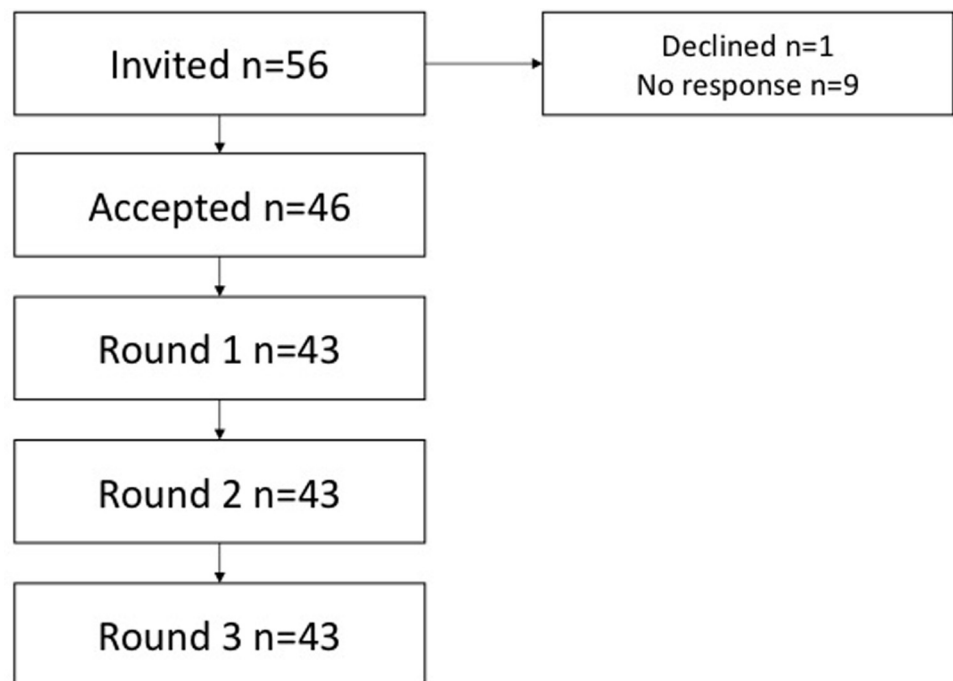 Invited n=56
Declined n=1
No response n=9
Accepted n=46
Round 1 n=43
Round 2 n=43
Round 3 n=43